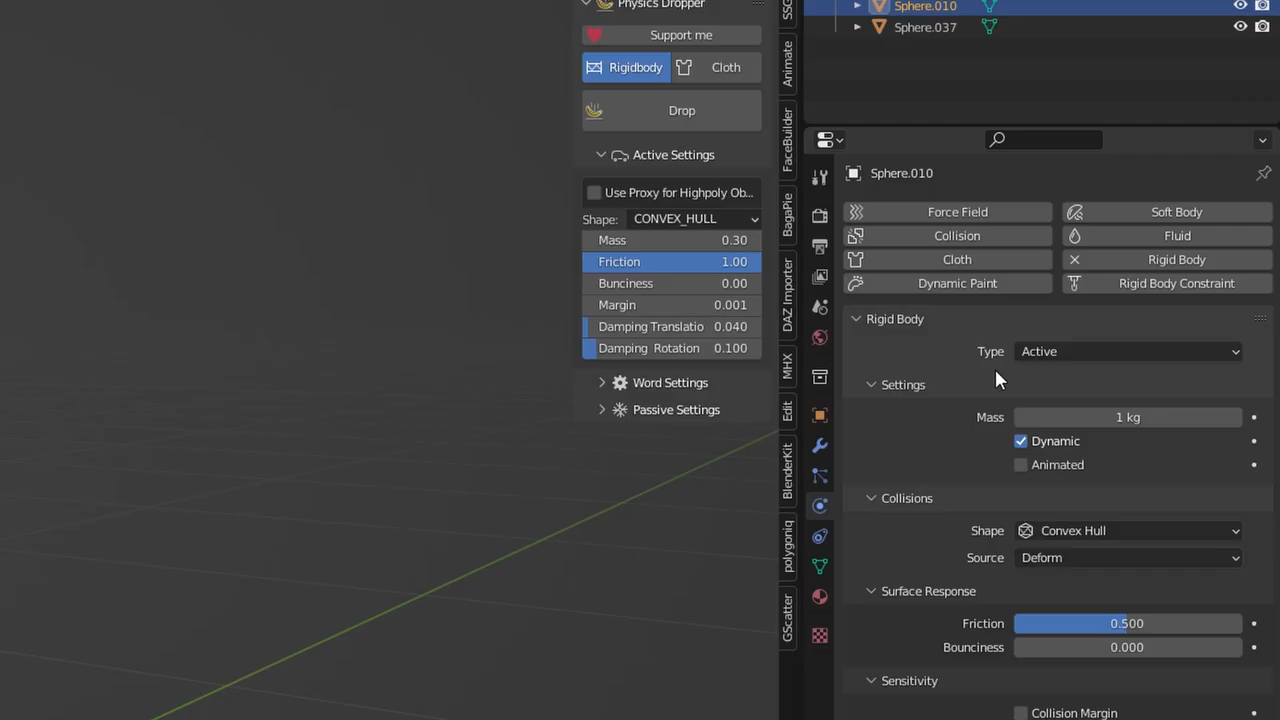 Physics Dropper
Support me
Rigidbody
Cloth
Drop
Active Settings
Use Proxy for Highpoly Ob...
Shape: CONVEX_HULL
Mass 0.30
Friction 1.00
Bunciness 0.00
Margin 0.001
Damping Translatio 0.040
Damping Rotation 0.100
Word Settings
Passive Settings
SSG
Animate
FaceBuilder
BagaPie
DAZ Importer
MHX
Edit
BlenderKit
polygoniq
GScatter
Sphere.010
Sphere.037
Sphere.010
Force Field
Soft Body
Collision
Fluid
Cloth
Rigid Body
Dynamic Paint
Rigid Body Constraint
Rigid Body
Type Active
Settings
Mass 1 kg
Dynamic
Animated
Collisions
Shape Convex Hull
Source Deform
Surface Response
Friction 0.500
Bounciness 0.000
Sensitivity
Collision Margin